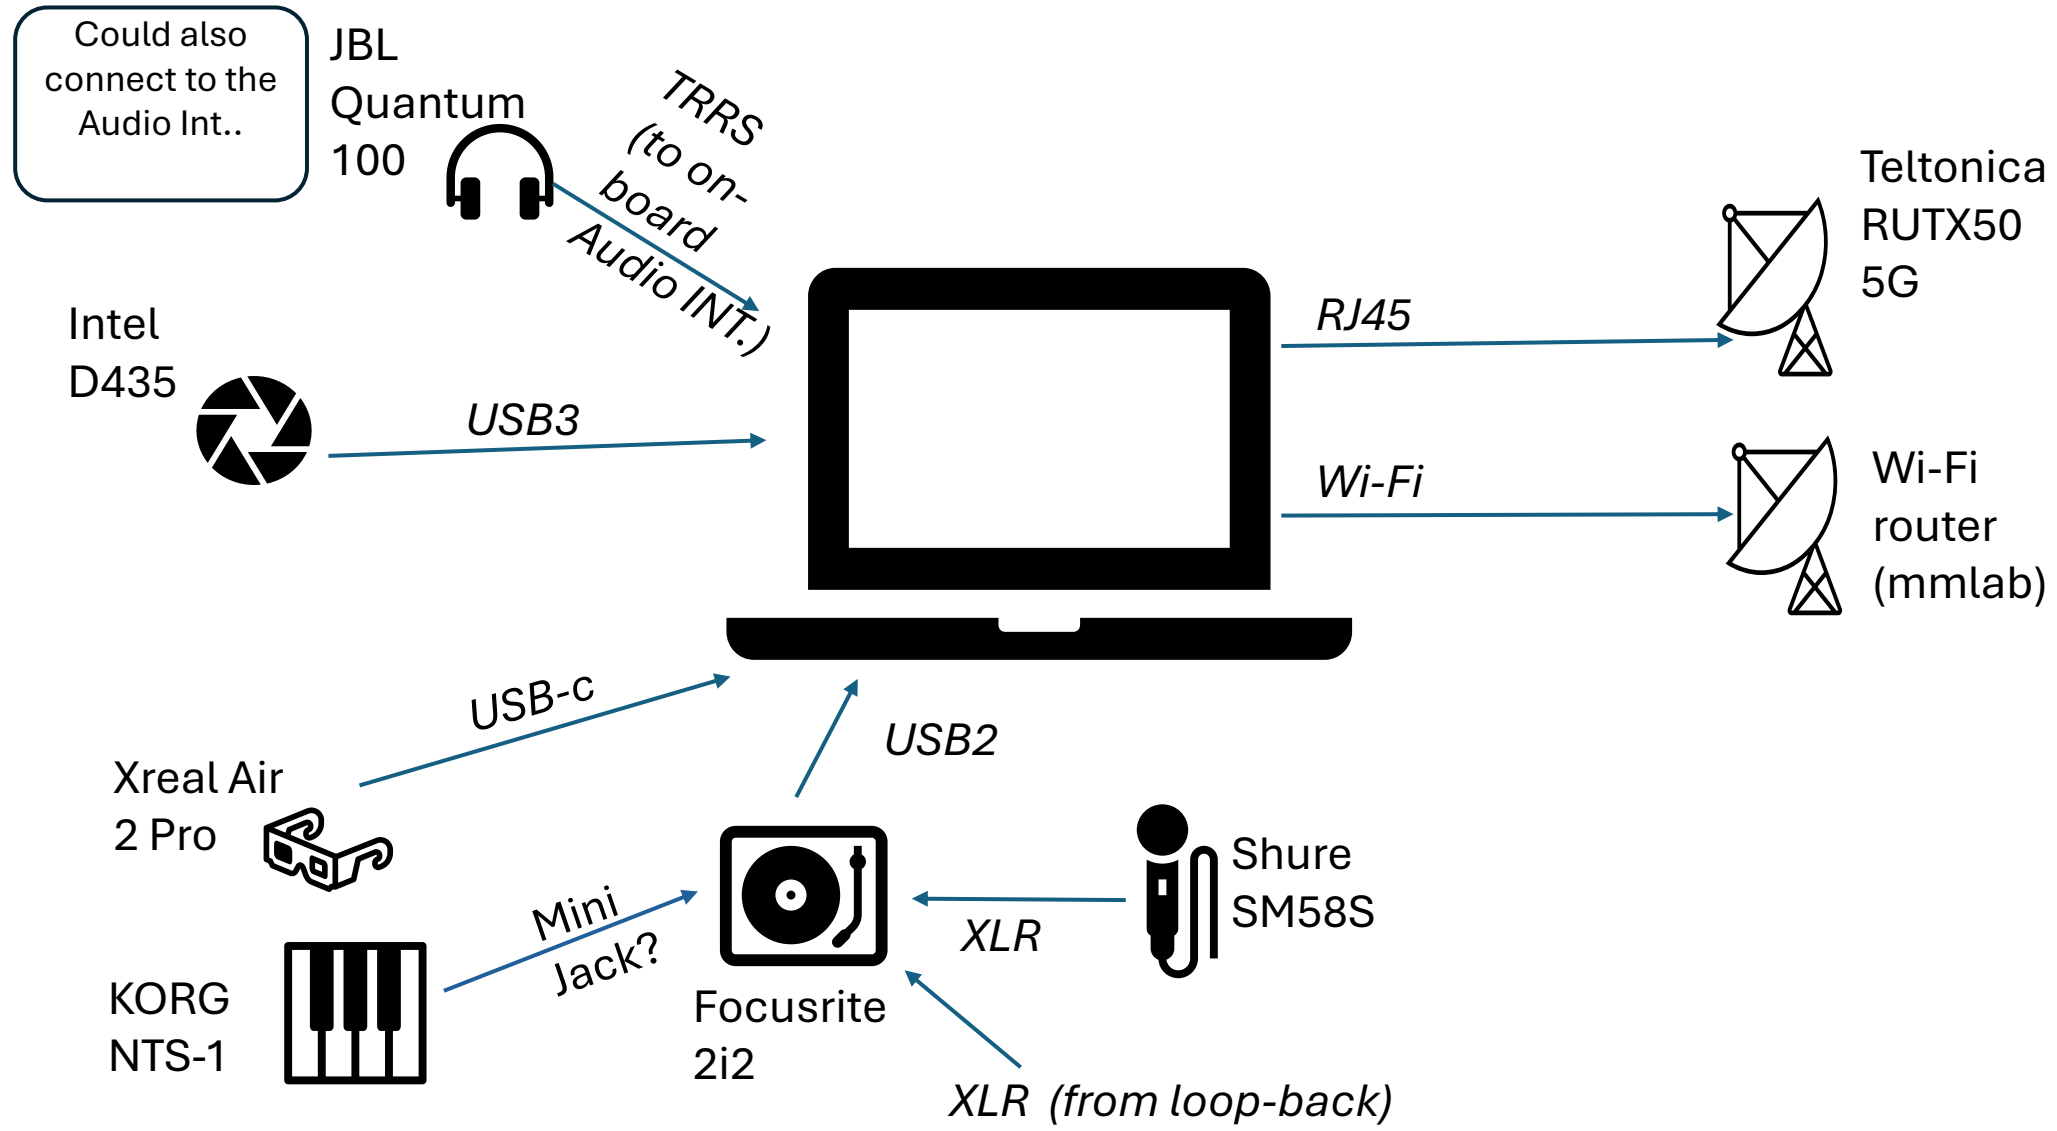 Could also
connect to the
Audio Int..
JBL
Quantum
100
TRRS
(to on-
board
Audio INT.)
Teltonica
RUTX50
5G
RJ45
Intel
D435
USB3
Wi-Fi
Wi-Fi
router
(mmlab)
USB-c
USB2
Xreal Air
2 Pro
Mini
Jack?
Shure
SM58S
XLR
KORG
NTS-1
Focusrite
2i2
XLR (from loop-back)